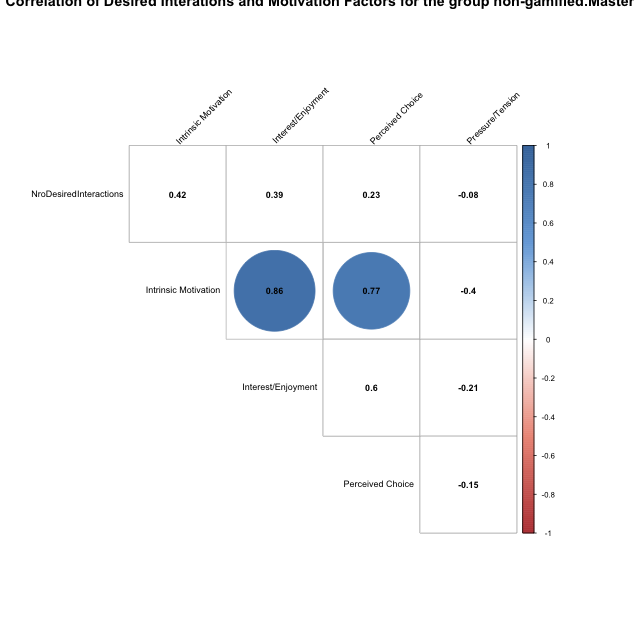 Correlation of Desired Interations and Motivation Factors for the group non-gamified.Master
Intrinsic Motivation
Interest/Enjoyment
Perceived Choice
Pressure/Tension
NroDesiredInteractions 0.42 0.39 0.23 -0.08
Intrinsic Motivation 0.86 0.77 -0.4
Interest/Enjoyment 0.6 -0.21
Perceived Choice -0.15
1
0.8
0.6
0.4
0.2
0
-0.2
-0.4
-0.6
-0.8
-1